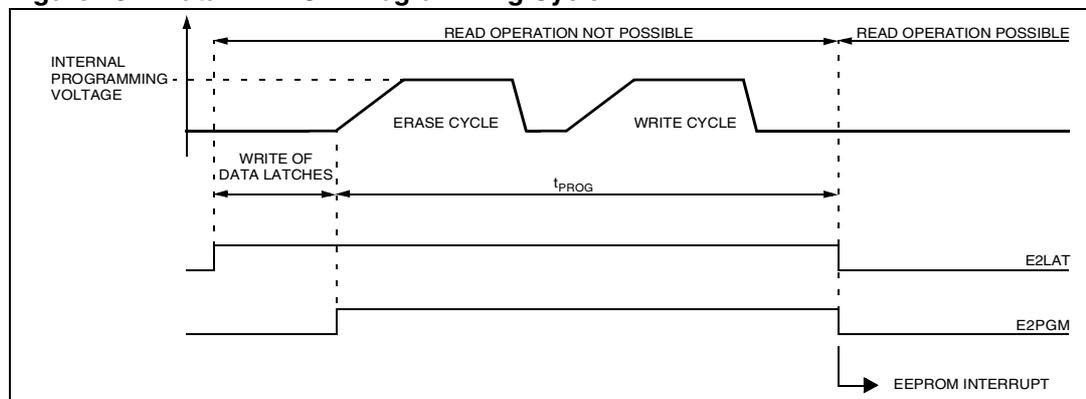 READ OPERATION NOT POSSIBLE
READ OPERATION POSSIBLE
INTERNAL
PROGRAMMING
VOLTAGE
ERASE CYCLE
WRITE CYCLE
WRITE OF
DATA LATCHES
tPROG
E2LAT
E2PGM
EEPROM INTERRUPT